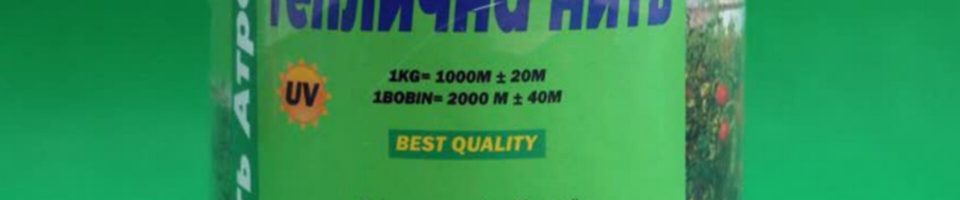 теплична нить
UV
1KG= 1000M ± 20M
1BOBIN= 2000 M ± 40M
BEST QUALITY